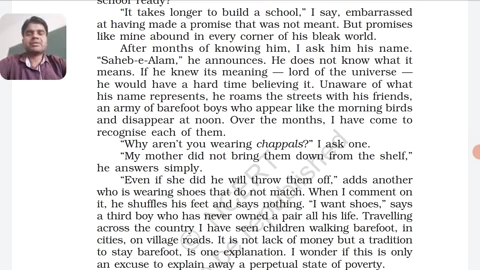 school ready?"
"It takes longer to build a school," I say, embarrassed
at having made a promise that was not meant. But promises
like mine abound in every corner of his bleak world.
After months of knowing him, I ask him his name.
"Saheb-e-Alam," he announces. He does not know what it
means. If he knew its meaning — lord of the universe —
he would have a hard time believing it. Unaware of what
his name represents, he roams the streets with his friends,
an army of barefoot boys who appear like the morning birds
and disappear at noon. Over the months, I have come to
recognise each of them.
"Why aren't you wearing chappals?" I ask one.
"My mother did not bring them down from the shelf,"
he answers simply.
"Even if she did he will throw them off," adds another
who is wearing shoes that do not match. When I comment on
it, he shuffles his feet and says nothing. "I want shoes," says
a third boy who has never owned a pair all his life. Travelling
across the country I have seen children walking barefoot, in
cities, on village roads. It is not lack of money but a tradition
to stay barefoot, is one explanation. I wonder if this is only
an excuse to explain away a perpetual state of poverty.